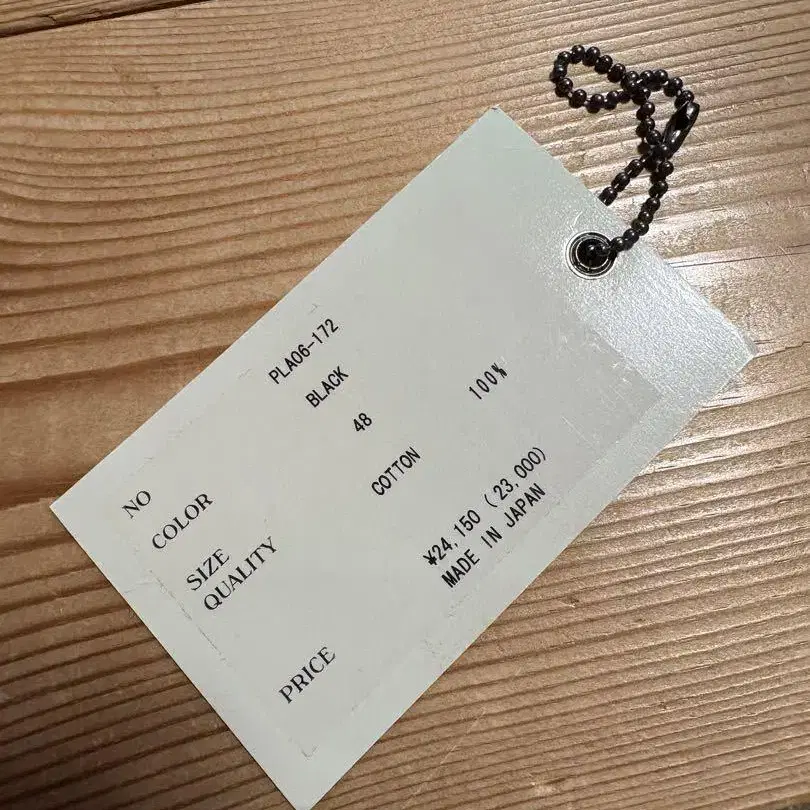 NO PLA06-172
COLOR BLACK
SIZE 48
QUALITY COTTON 100%
PRICE ¥24,150 (23,000)
MADE IN JAPAN